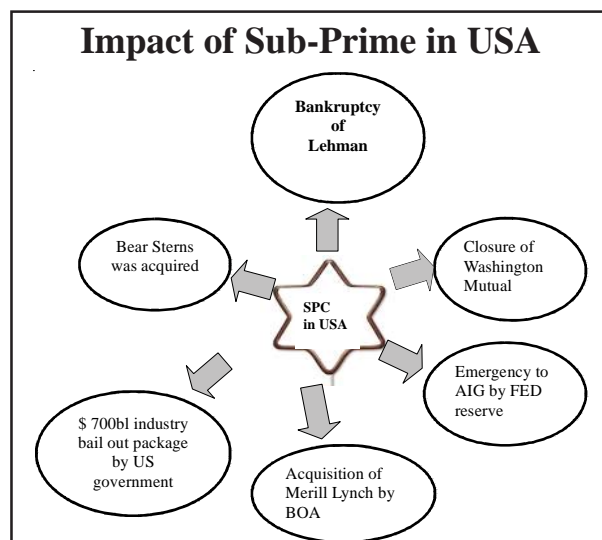 Impact of Sub-Prime in USA
Bankruptcy
of
Lehman
Bear Sterns
was acquired
Closure of
Washington
Mutual
SPC
in USA
Emergency to
AIG by FED
reserve
$ 700bl industry
bail out package
by US
government
Acquisition of
Merill Lynch by
BOA